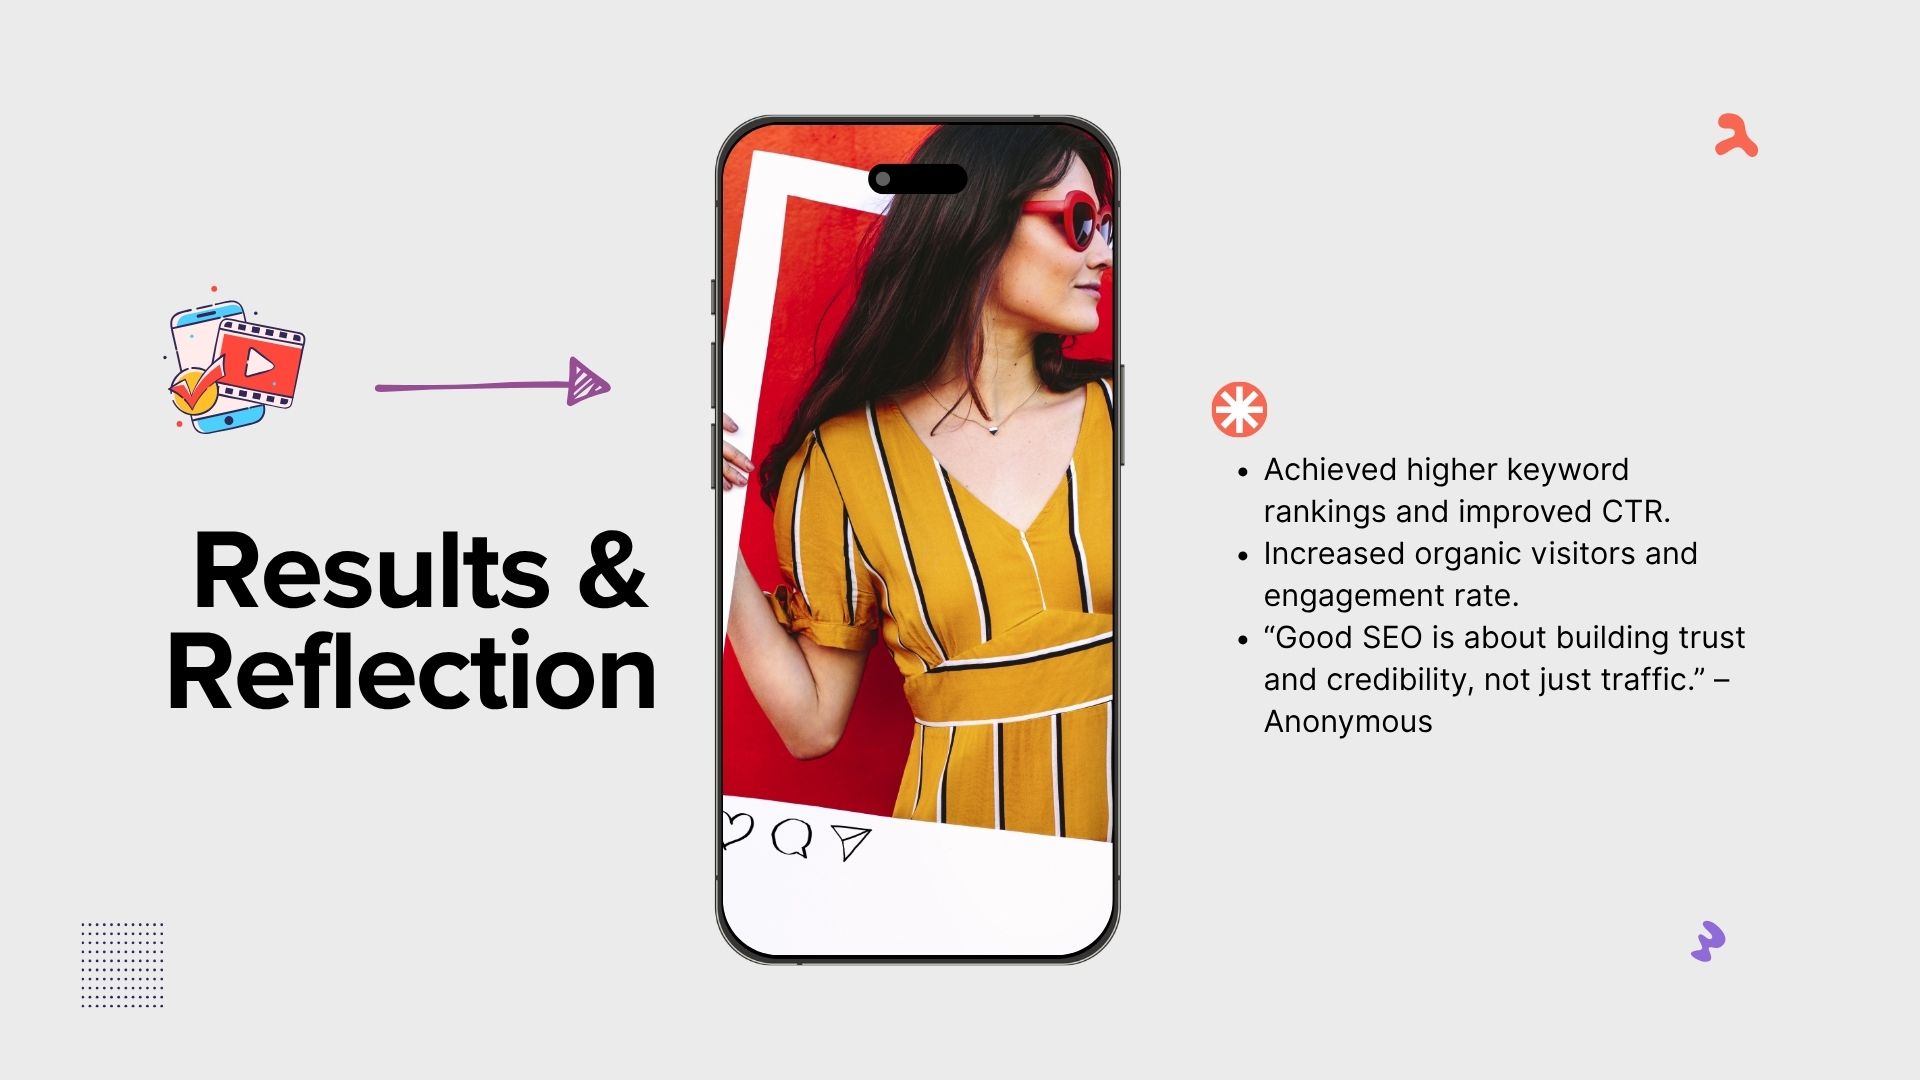 Results &
Reflection
• Achieved higher keyword
rankings and improved CTR.
• Increased organic visitors and
engagement rate.
• “Good SEO is about building trust
and credibility, not just traffic.” –
Anonymous